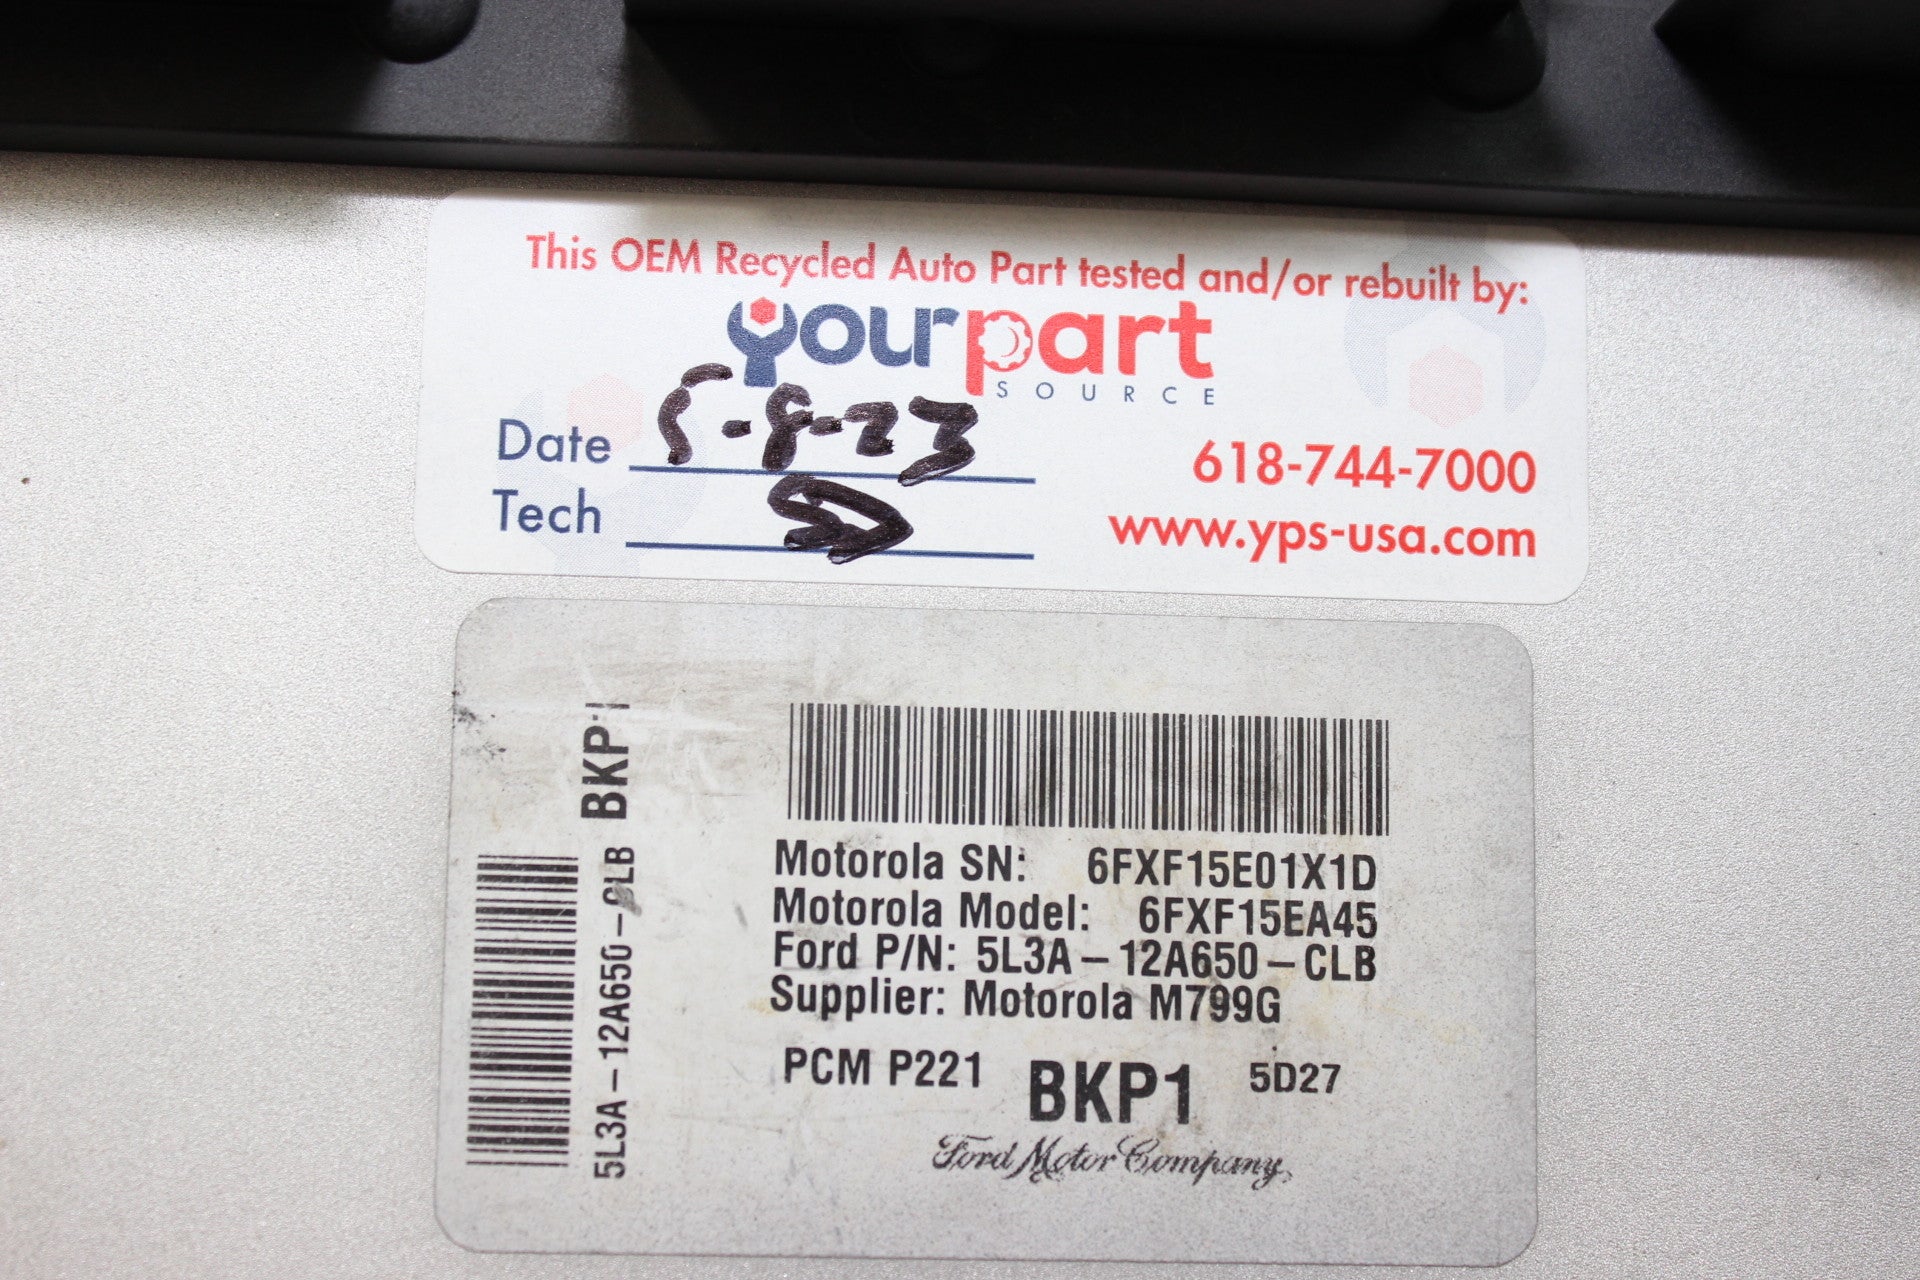 This OEM Recycled Auto Part tested and/or rebuilt by:
yourpart
SOURCE
Date 5-8-23
618-744-7000
Tech
www.yps-usa.com
5L3A-12A650-CLB BKP1
Motorola SN: 6FXF15E01X1D
Motorola Model: 6FXF15EA45
Ford P/N: 5L3A-12A650-CLB
Supplier: Motorola M799G
PCM P221 BKP1 5D27
Ford Motor Company